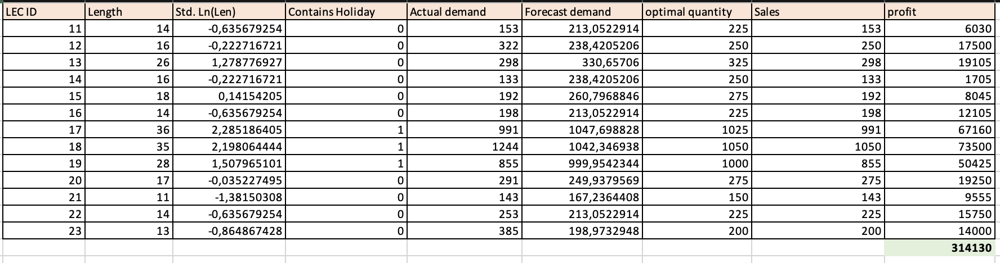 LEC ID Length Std. Ln(Len) Contains Holiday Actual demand Forecast demand optimal quantity Sales profit
11 14 -0,635679254 0 153 213,0522914 225 153 6030
12 16 -0,222716721 0 322 238,4205206 250 250 17500
13 26 1,278776927 0 298 330,65706 325 298 19105
14 16 -0,222716721 0 133 238,4205206 250 133 1705
15 18 0,14154205 0 192 260,7968846 275 192 8045
16 14 -0,635679254 0 198 213,0522914 225 198 12105
17 36 2,285186405 1 991 1047,698828 1025 991 67160
18 35 2,198064444 1 1244 1042,346938 1050 1050 73500
19 28 1,507965101 1 855 999,9542344 1000 855 50425
20 17 -0,035227495 0 291 249,9379569 275 275 19250
21 11 -1,38150308 0 143 167,2364408 150 143 9555
22 14 -0,635679254 0 253 213,0522914 225 225 15750
23 13 -0,864867428 0 385 198,9732948 200 200 14000
314130